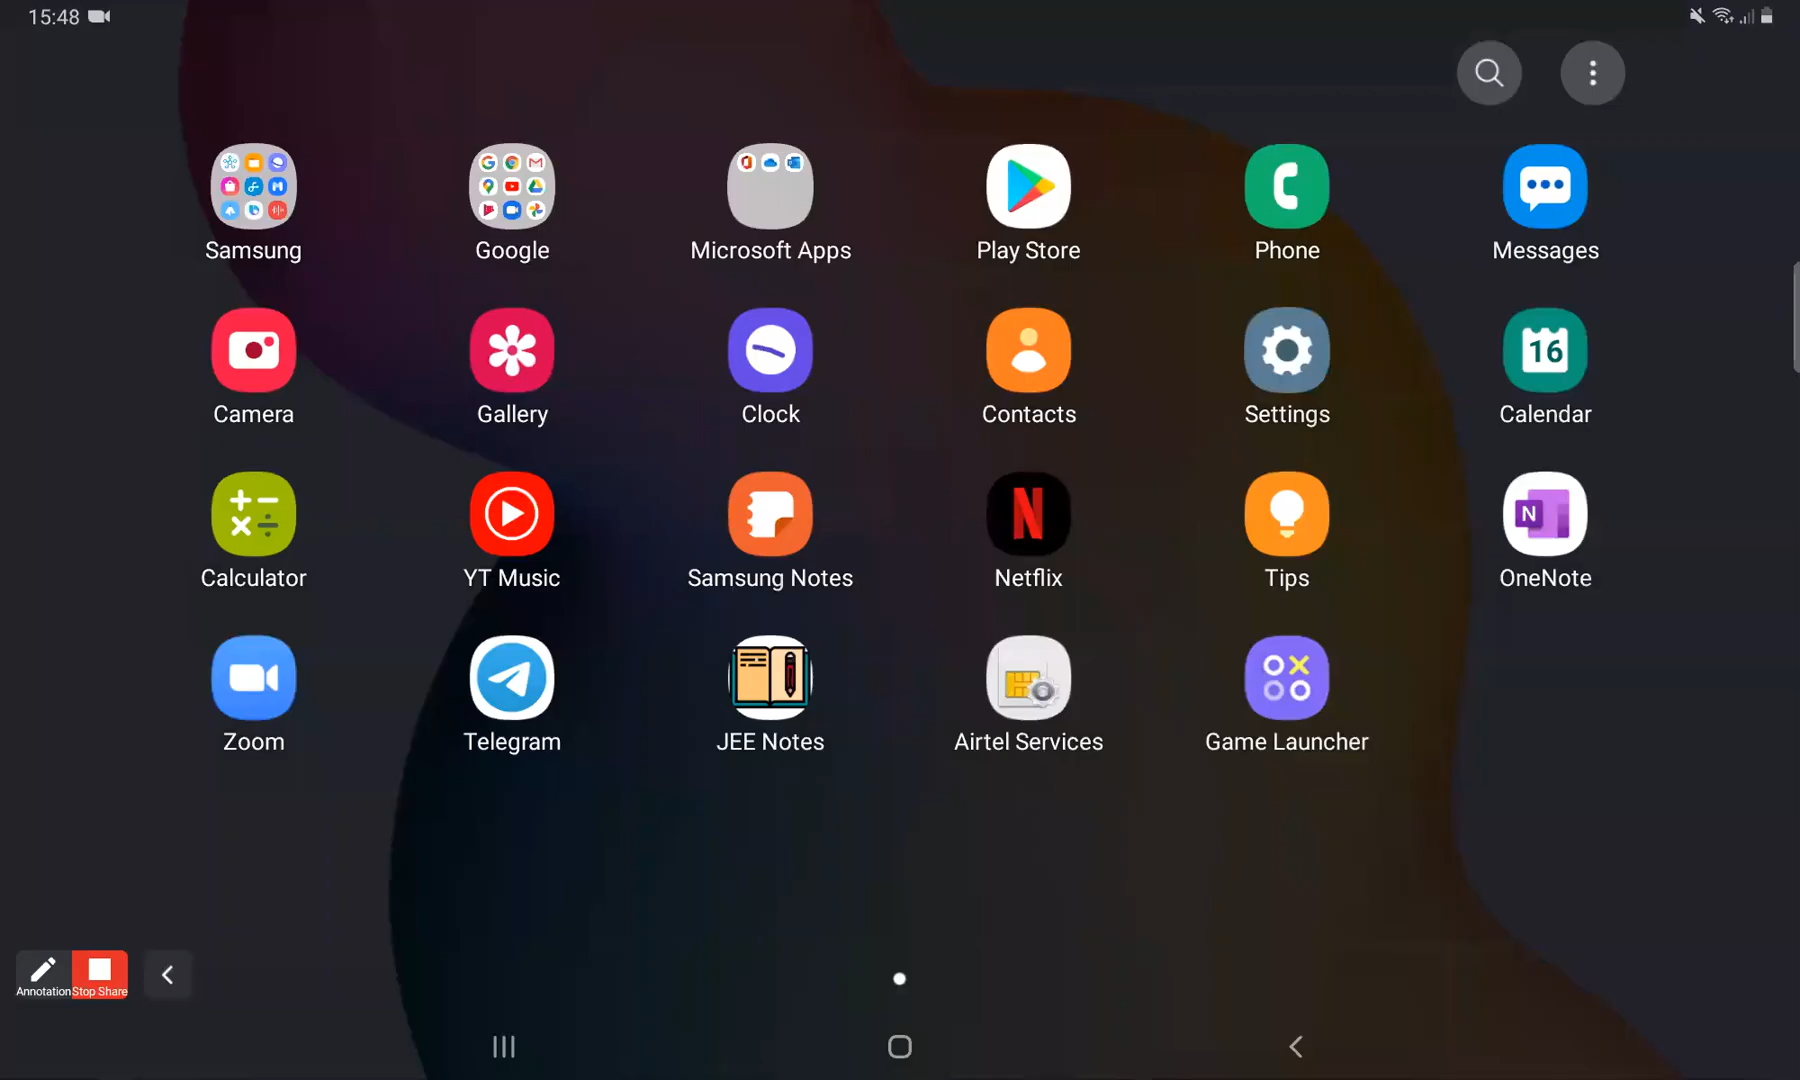 15:48
Samsung Google Microsoft Apps Play Store Phone Messages
16
Camera Gallery Clock Contacts Settings Calendar
N N
Calculator YT Music Samsung Notes Netflix Tips OneNote
Zoom Telegram JEE Notes Airtel Services Game Launcher
Annotation Stop Share